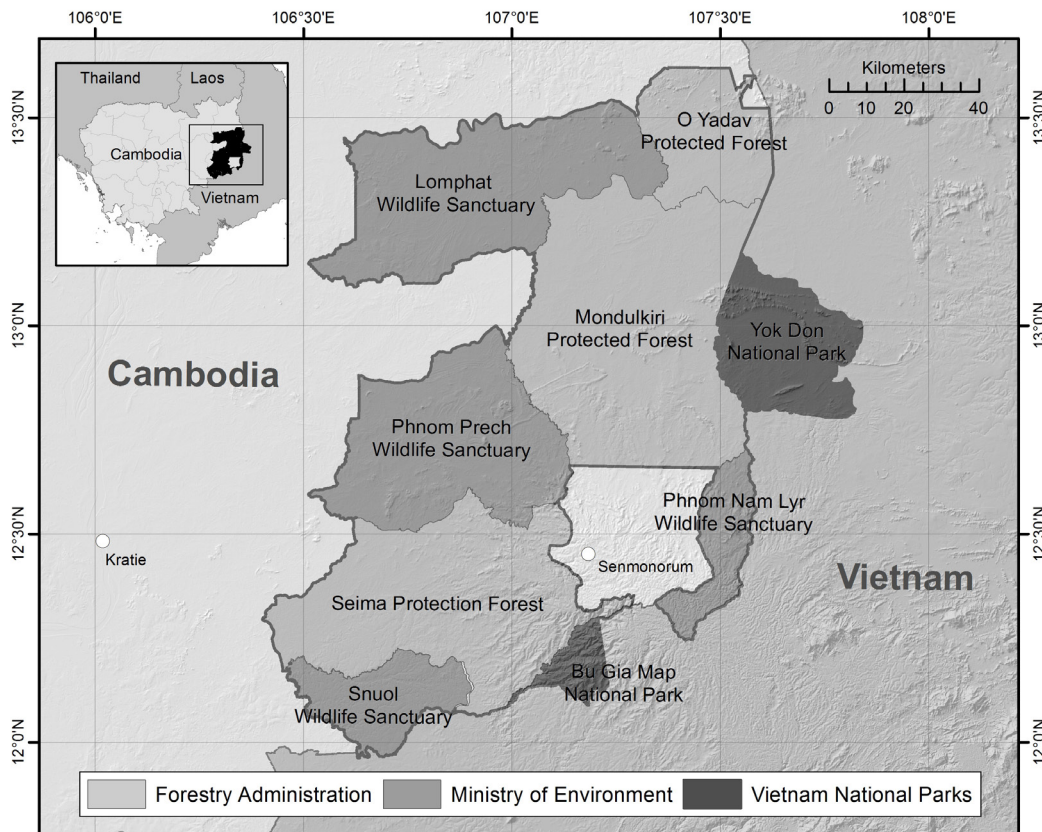 106°0'E
106°30'E
107°0'E
107°30'E
108°0'E
Thailand
Laos
Cambodia
Vietnam
Kilometers
0 10 20 30 40
13°30'N
13°30'N
O Yadav
Protected Forest
Lomphat
Wildlife Sanctuary
13°0'N
13°0'N
Mondulkiri
Protected Forest
Yok Don
National Park
Cambodia
Phnom Prech
Wildlife Sanctuary
Phnom Nam Lyr
Wildlife Sanctuary
12°30'N
12°30'N
Kratie
Senmonorum
Vietnam
Seima Protection Forest
Bu Gia Map
National Park
Snuol
Wildlife Sanctuary
12°0'N
12°0'N
Forestry Administration
Ministry of Environment
Vietnam National Parks